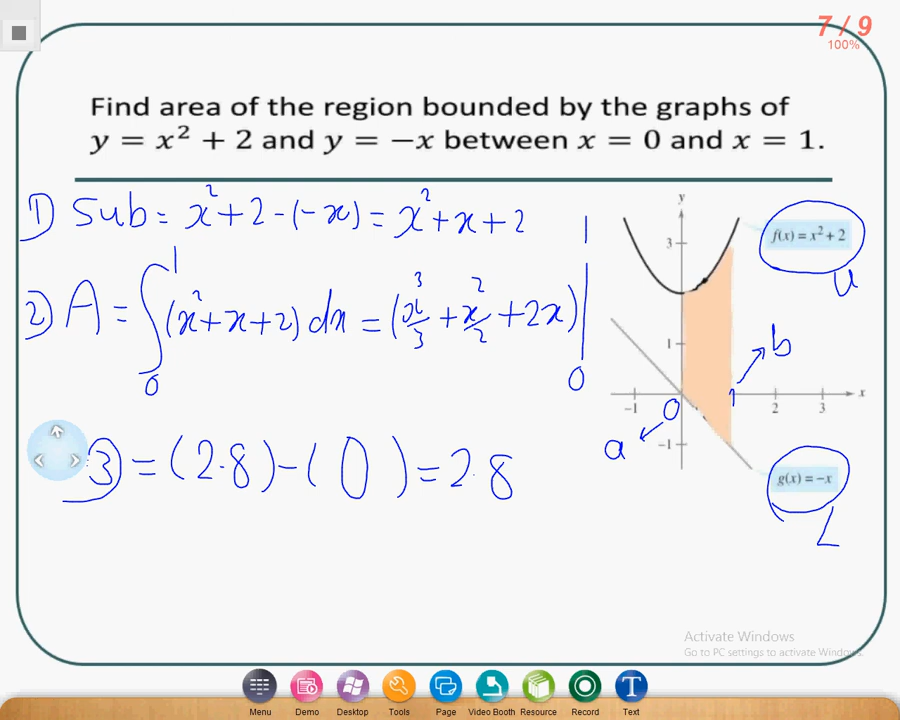 7 / 9
100%
Find area of the region bounded by the graphs of
y = x² + 2 and y = −x between x = 0 and x = 1.
1) Sub = x² + 2 - (-x) = x² + x + 2
2) A = ∫₀¹ (x² + x + 2) dx = (x³/3 + x²/2 + 2x) |₀¹
3) = (2.8) - (0) = 2.8
y
f(x) = x² + 2
U
3
1
b
-1 0 1 2 3 x
a
-1
g(x) = −x
L
Activate Windows
Go to PC settings to activate Windows.
Menu Demo Desktop Tools Page Video Booth Resource Record Text
T